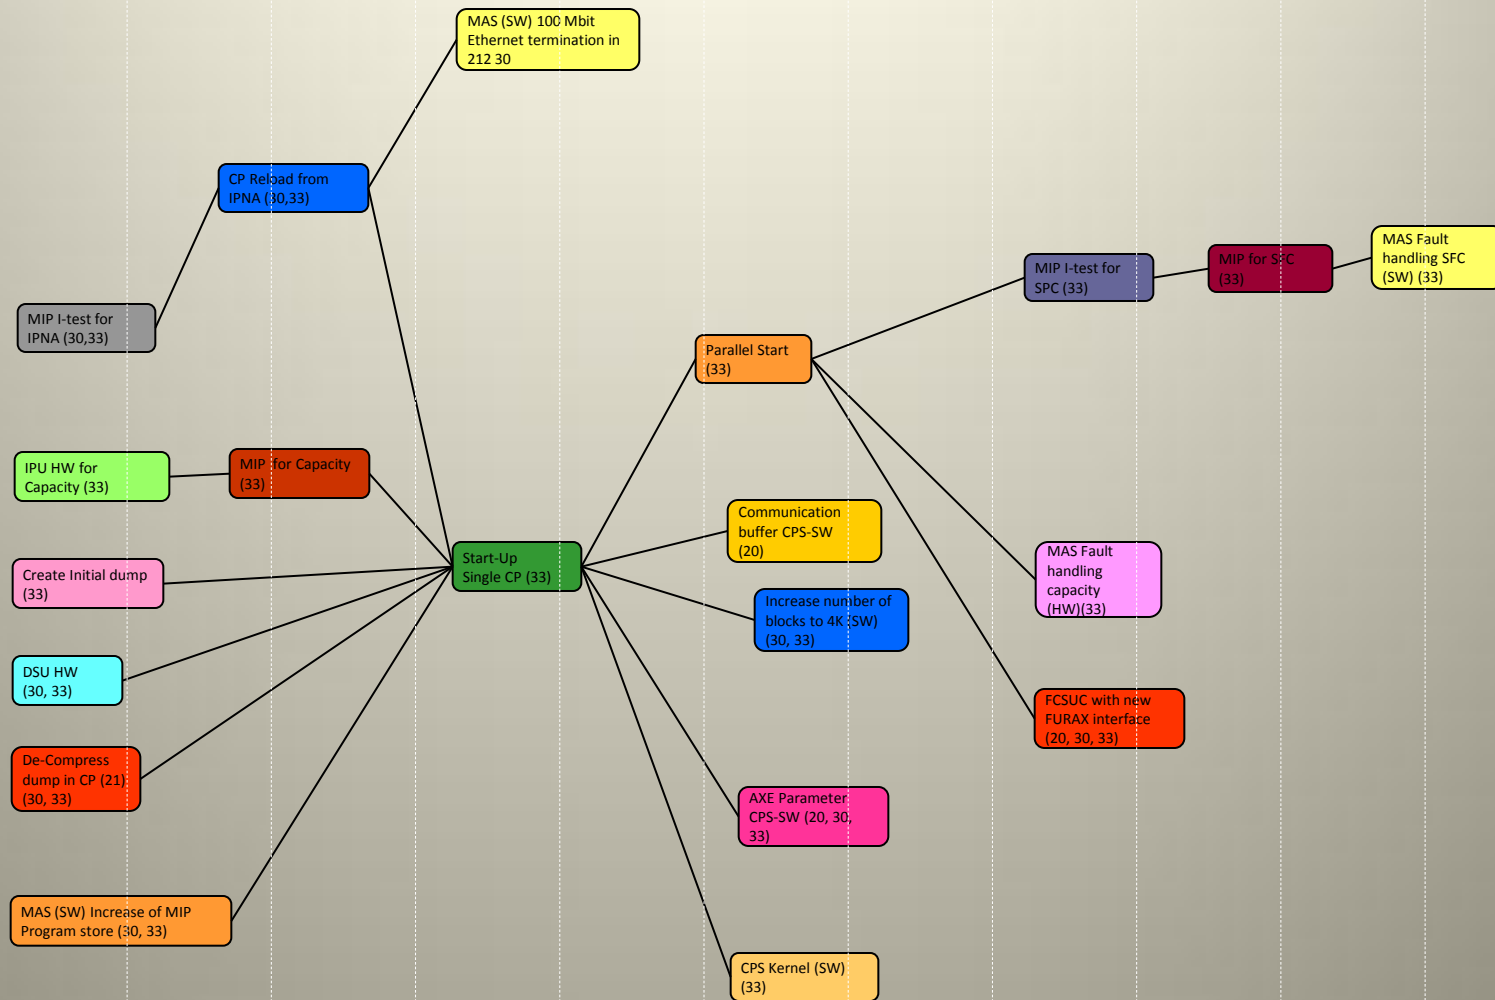 MAS (SW) 100 Mbit
Ethernet termination in
212 30
CP Reload from
IPNA (30,33)
MIP I-test for
IPNA (30,33)
MIP I-test for
SPC (33)
MIP for SFC
(33)
MAS Fault
handling SFC
(SW) (33)
Parallel Start
(33)
IPU HW for
Capacity (33)
MIP for Capacity
(33)
Start-Up
Single CP (33)
Communication
buffer CPS-SW
(20)
Create Initial dump
(33)
Increase number of
blocks to 4K (SW)
(30, 33)
MAS Fault
handling
capacity
(HW)(33)
DSU HW
(30, 33)
FCSUC with new
FURAX interface
(20, 30, 33)
De-Compress
dump in CP (21)
(30, 33)
AXE Parameter
CPS-SW (20, 30,
33)
MAS (SW) Increase of MIP
Program store (30, 33)
CPS Kernel (SW)
(33)